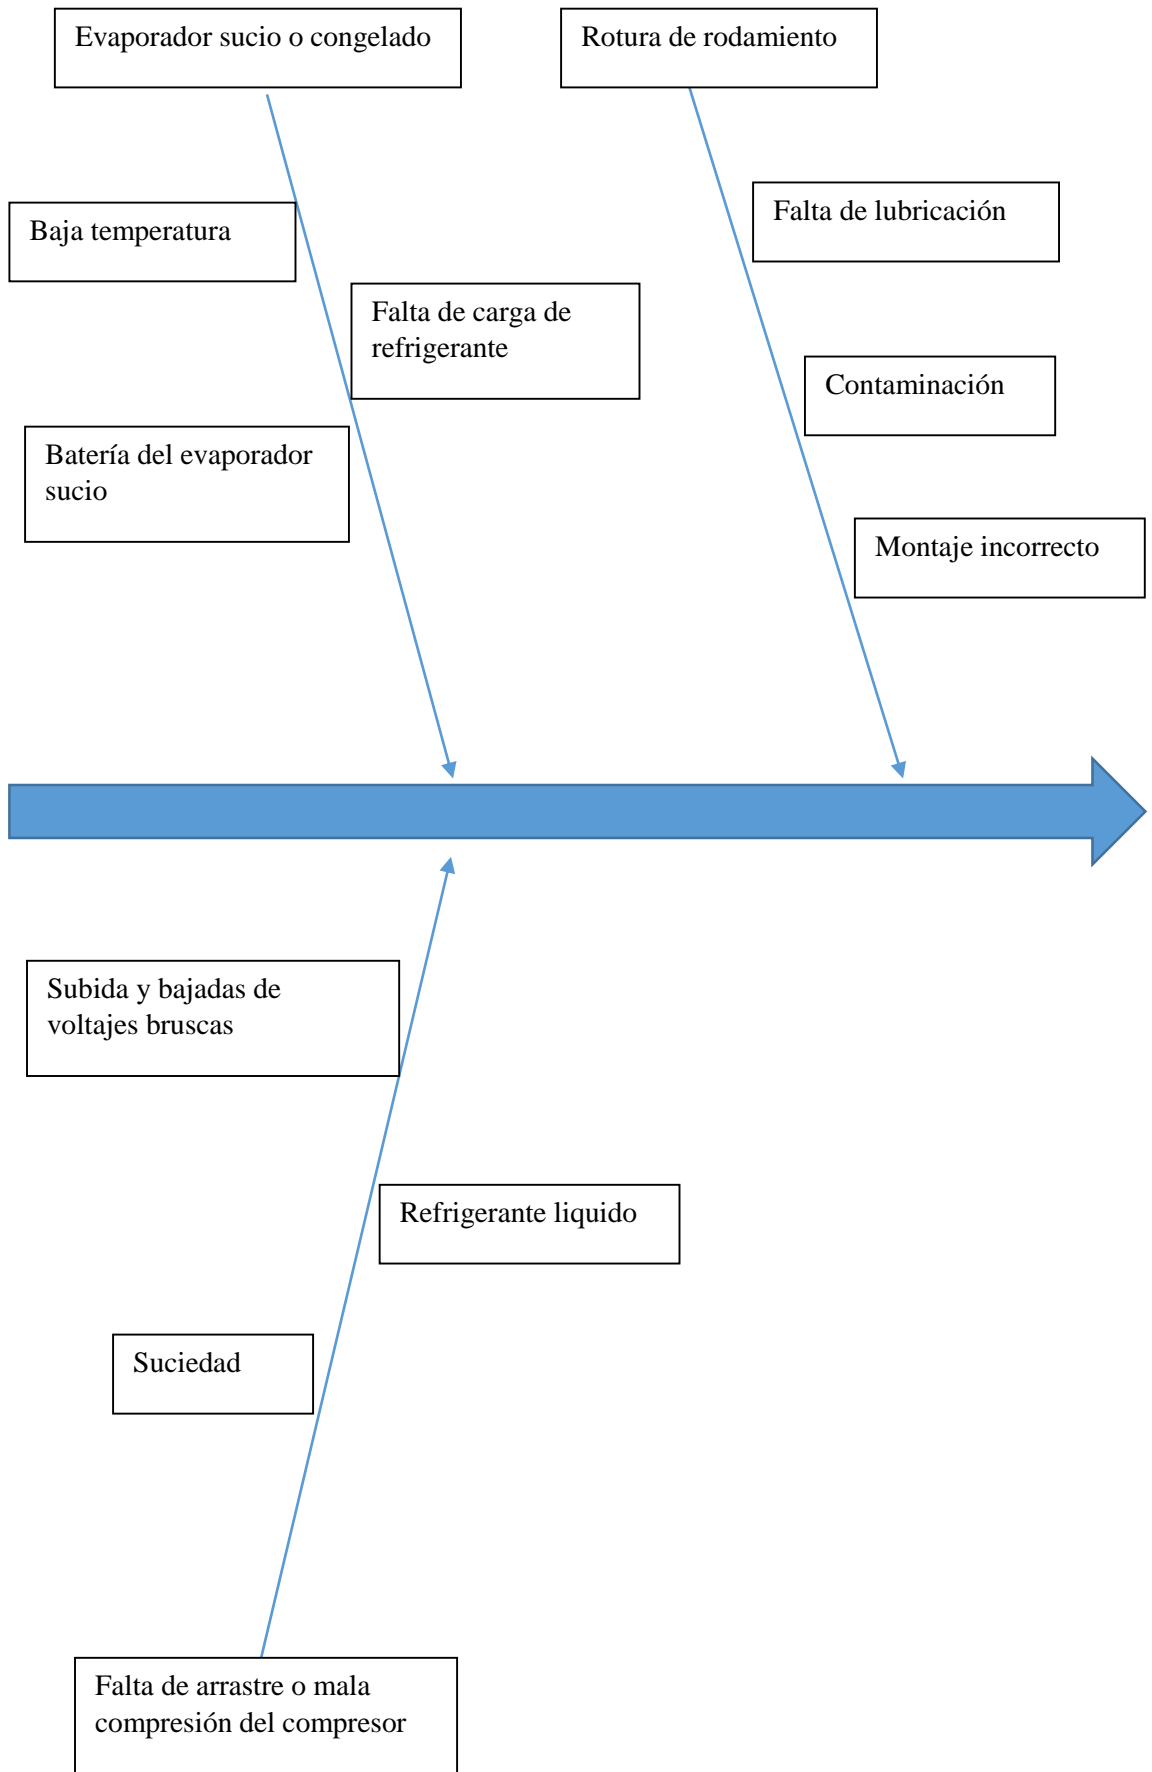 Evaporador sucio o congelado
Rotura de rodamiento
Falta de lubricación
Baja temperatura
Falta de carga de
refrigerante
Contaminación
Batería del evaporador
sucio
Montaje incorrecto
Subida y bajadas de
voltajes bruscas
Refrigerante liquido
Suciedad
Falta de arrastre o mala
compresión del compresor